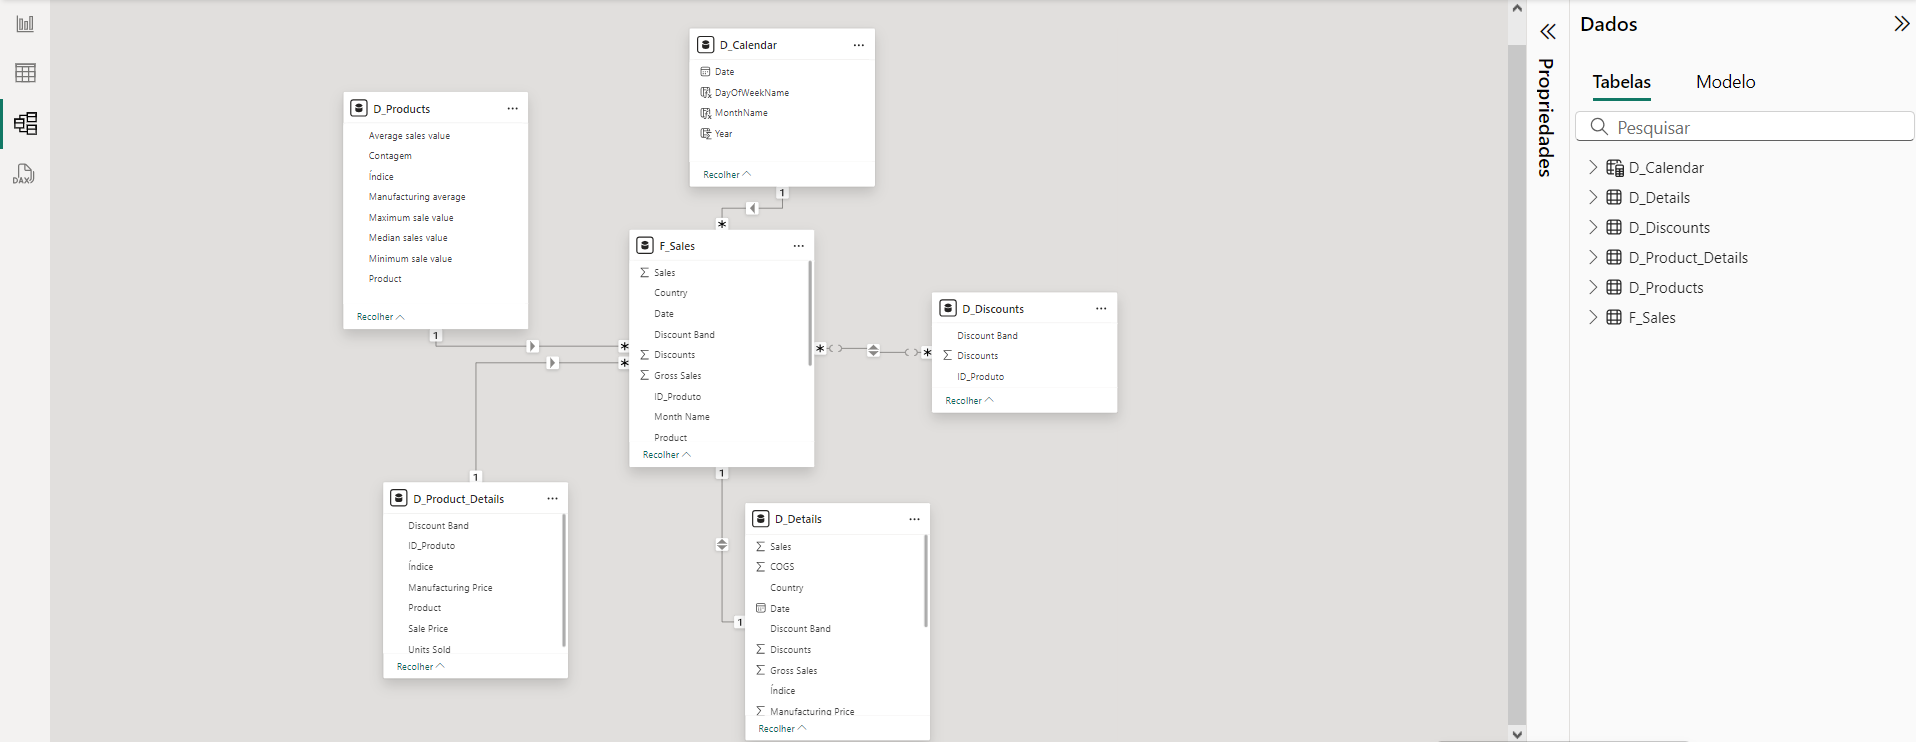 DAX
D_Calendar
Date
DayOfWeekName
MonthName
Year
Recolher
D_Products
Average sales value
Contagem
Índice
Manufacturing average
Maximum sale value
Median sales value
Minimum sale value
Product
Recolher
1
1
*
F_Sales
Sales
Country
Date
Discount Band
Discounts
Gross Sales
ID_Produto
Month Name
Product
Recolher
*
*
*
*
D_Discounts
Discount Band
Discounts
ID_Produto
Recolher
1
1
1
D_Product_Details
Discount Band
ID_Produto
Índice
Manufacturing Price
Product
Sale Price
Units Sold
Recolher
D_Details
Sales
COGS
Country
Date
Discount Band
Discounts
Gross Sales
Índice
Manufacturing Price
Recolher
Propriedades
Dados
Tabelas Modelo
Pesquisar
D_Calendar
D_Details
D_Discounts
D_Product_Details
D_Products
F_Sales